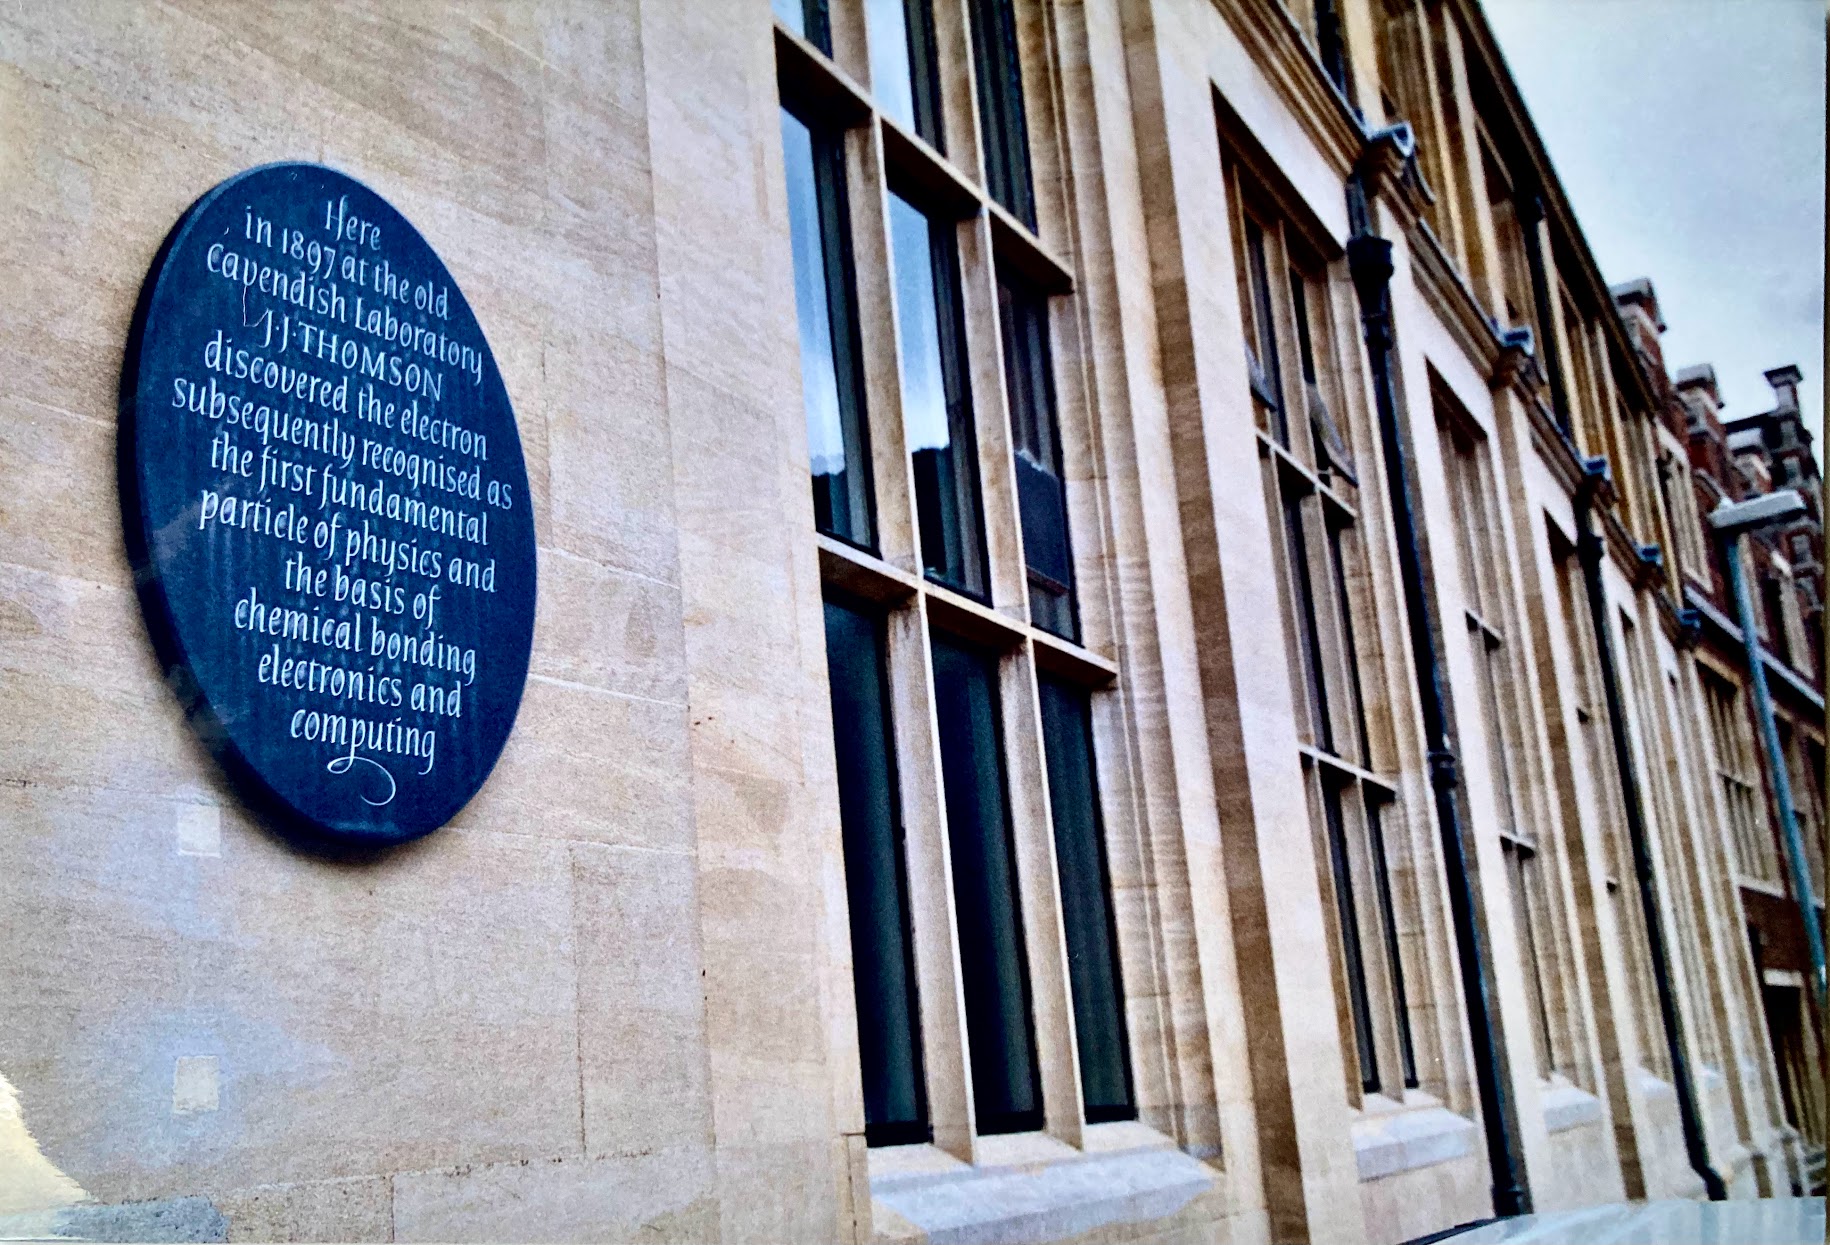 Here
in 1897 at the old
Cavendish Laboratory
J·J·THOMSON
discovered the electron
subsequently recognised as
the first fundamental
particle of physics and
the basis of
chemical bonding
electronics and
computing